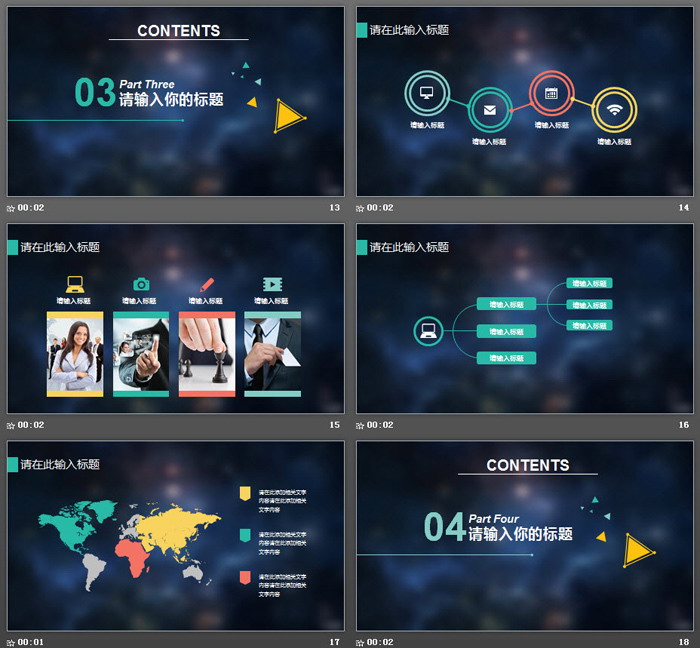 CONTENTS
03
Part Three
请输入你的标题
00:02
13
请在此输入标题
请输入标题
请输入标题
请输入标题
请输入标题
00:02
14
请在此输入标题
请输入标题
请输入标题
请输入标题
请输入标题
00:02
15
请在此输入标题
请输入标题
请输入标题
请输入标题
请输入标题
请输入标题
请输入标题
00:02
16
请在此输入标题
请在此添加相关文字
内容请在此添加相关
文字内容
请在此添加相关文字
内容请在此添加相关
文字内容
请在此添加相关文字
内容请在此添加相关
文字内容
00:01
17
CONTENTS
04
Part Four
请输入你的标题
00:02
18